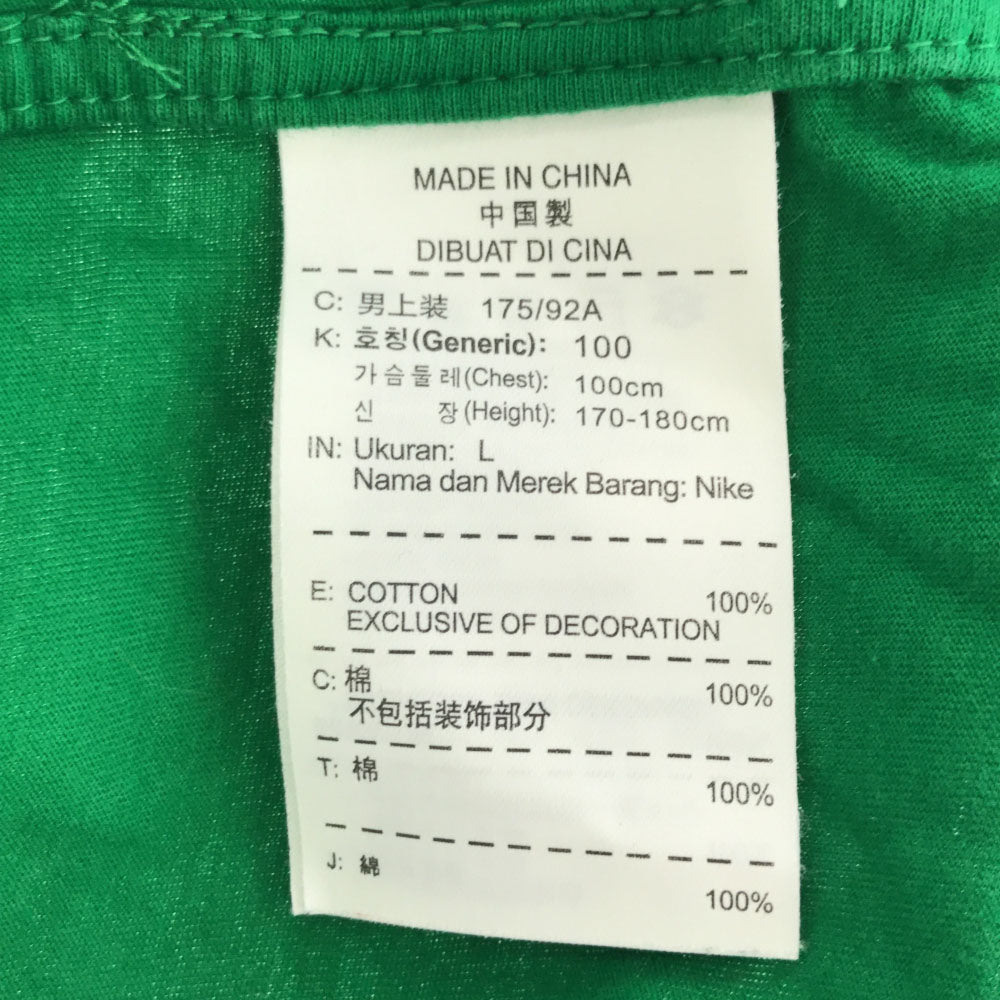 MADE IN CHINA
中国製
DIBUAT DI CINA
C: 男上装 175/92A
K: 호칭(Generic): 100
가슴둘레(Chest): 100cm
신 장(Height): 170-180cm
IN: Ukuran: L
Nama dan Merek Barang: Nike
E: COTTON 100%
EXCLUSIVE OF DECORATION
C: 棉 100%
不包括装饰部分
T: 棉 100%
J: 綿 100%